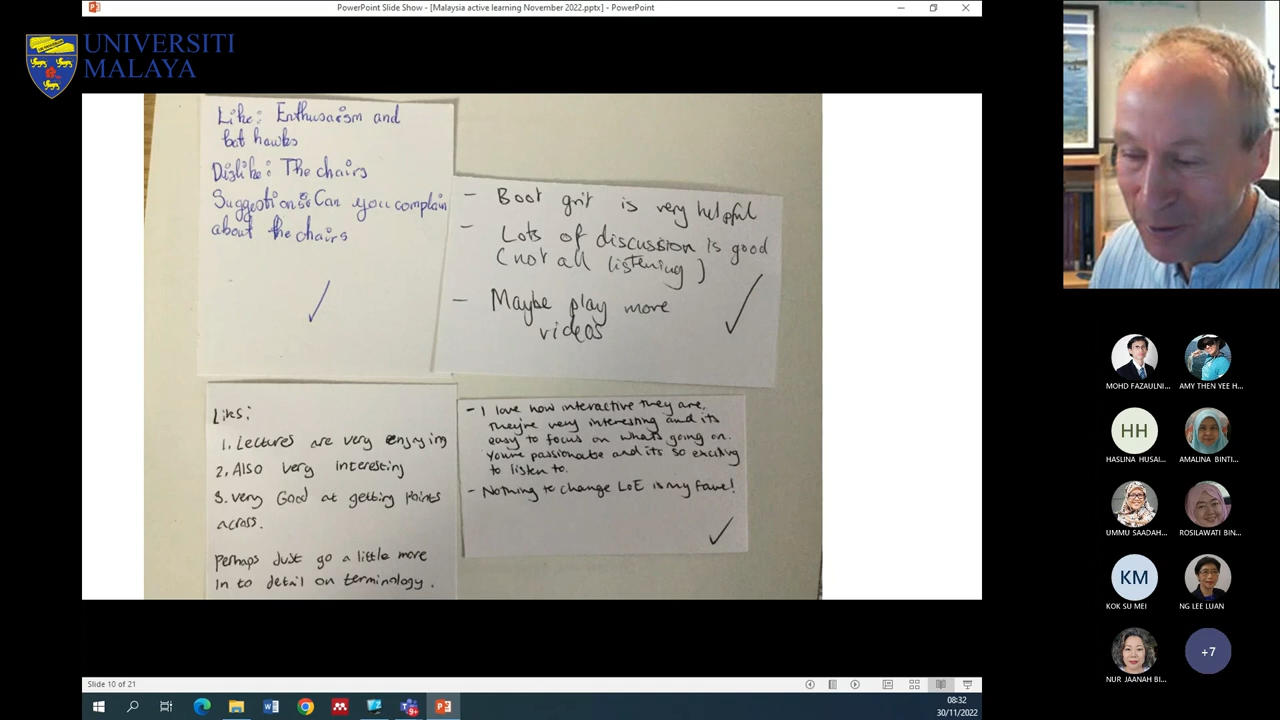 PowerPoint Slide Show - [Malaysia active learning November 2022.pptx] - PowerPoint
UNIVERSITI
MALAYA
Like: Enthusaism and
bot hawks
Dislike: The chairs
Suggestions: Can you complain
about the chairs
- Boot grit is very helpful
- Lots of discussion is good
(not all listening)
- Maybe play more
videos
Likes:
1. Lectures are very enjoying
2. Also very interesting
3. very Good at getting points
across.
perhaps Just go a little more
in to detail on terminology.
- I love how interactive they are,
they're very interesting and its
easy to focus on whats going on.
You're passionate and its so exciting
to listen to.
- Nothing to change LoE is my fave!
MOHD FAZAULNI...
AMY THEN YEE H...
HH
HASLINA HUSAI...
AMALINA BINTI...
UMMU SAADAH...
ROSILAWATI BIN...
KM
KOK SU MEI
NG LEE LUAN
NUR JAANAH BI...
+7
Slide 10 of 21
08:32
30/11/2022